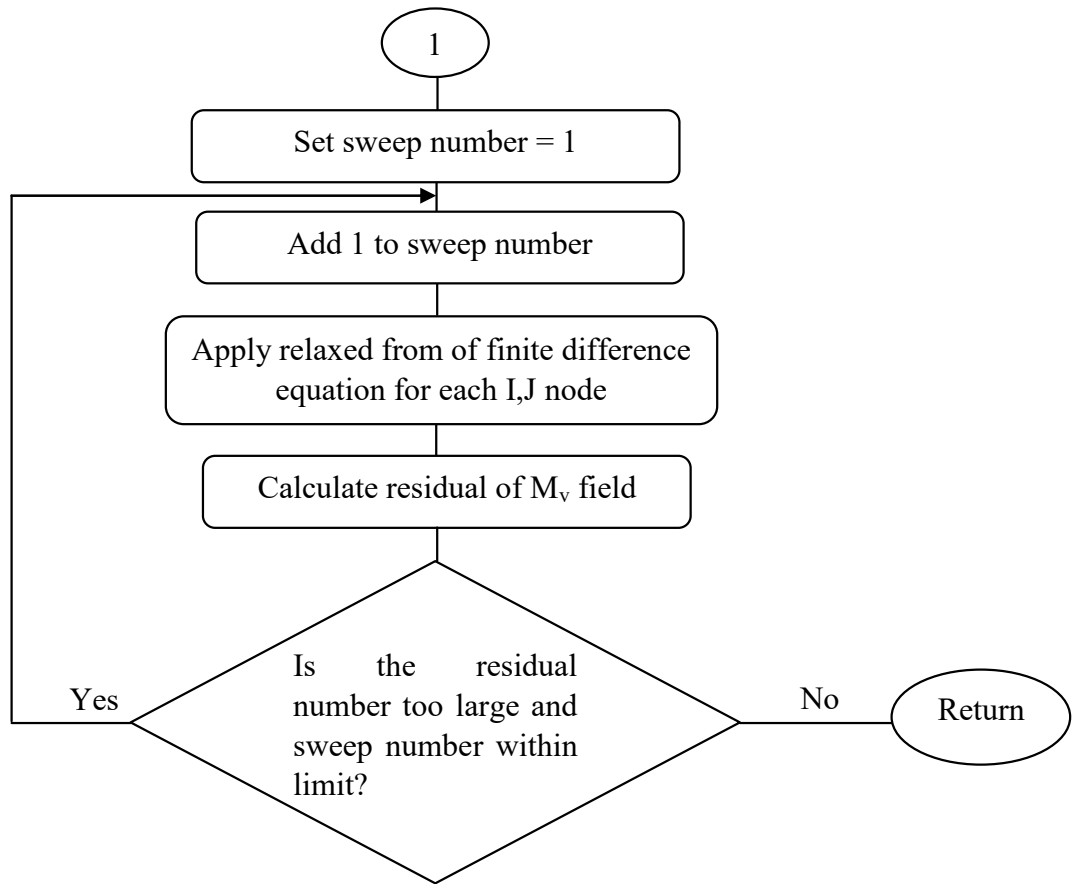 1
Set sweep number = 1
Add 1 to sweep number
Apply relaxed from of finite difference
equation for each I,J node
Calculate residual of Mᵥ field
Is the residual
number too large and
sweep number within
limit?
Yes
No
Return